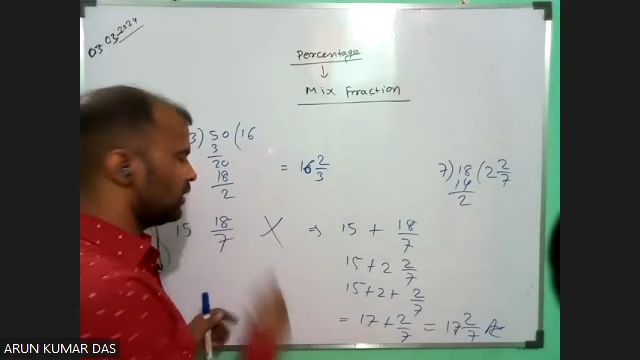 03-03-2024
Percentage
↓
Mix Frraction
3) 50 (16
3
20
18
2
= 16 2/3
7) 18 (2 2/7
14
2
15 18/7 X ⇒ 15 + 18/7
15 + 2 2/7
15 + 2 + 2/7
= 17 + 2/7 = 17 2/7
ARUN KUMAR DAS